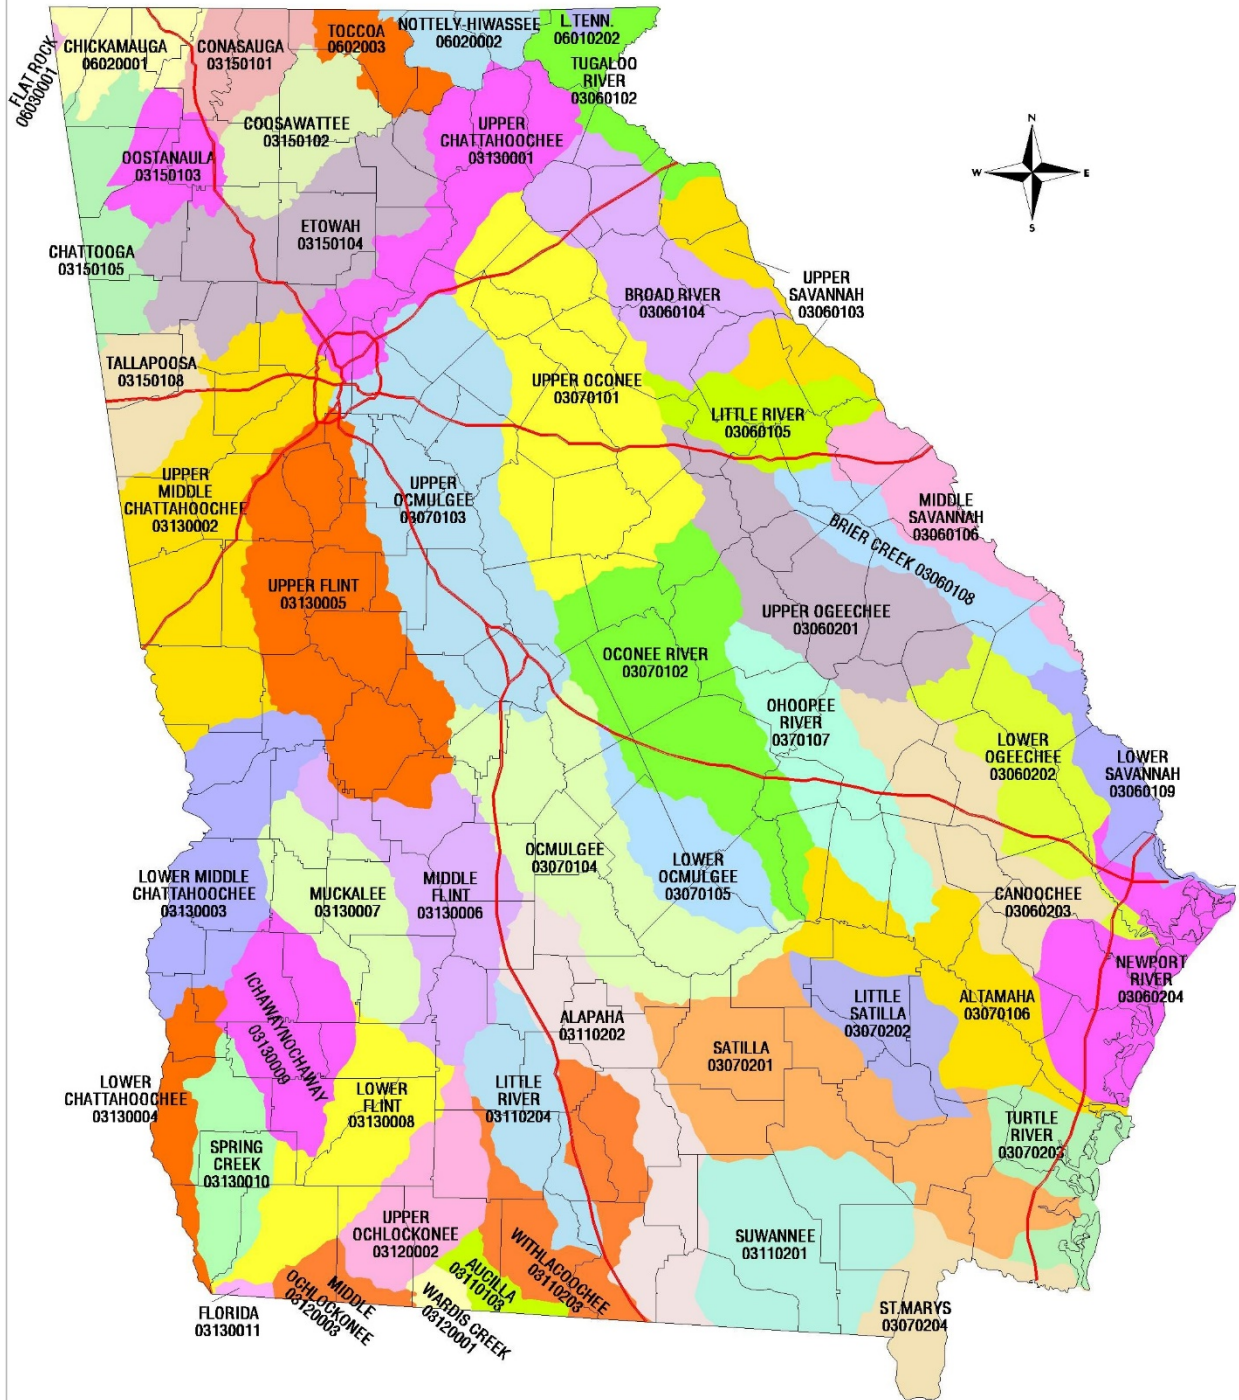 CHICKAMAUGA
06020001
CONASAUGA
03150101
TOCCOA
0602003
NOTTELY-HIWASSEE
06020002
L.TENN.
06010202
TUGALOO
RIVER
03060102
FLAT ROCK
06030001
COOSAWATTEE
03150102
UPPER
CHATTAHOOCHEE
03130001
N
W
E
S
OOSTANAULA
03150103
ETOWAH
03150104
CHATTOOGA
03150105
BROAD RIVER
03060104
UPPER
SAVANNAH
03060103
TALLAPOOSA
03150108
UPPER OCONEE
03070101
LITTLE RIVER
03060105
UPPER
MIDDLE
CHATTAHOOCHEE
03130002
UPPER
OCMULGEE
03070103
MIDDLE
SAVANNAH
03060106
BRIER CREEK 03060108
UPPER FLINT
03130005
UPPER OGEECHEE
03060201
OCONEE RIVER
03070102
OHOOPEE
RIVER
0370107
LOWER
OGEECHEE
03060202
LOWER
SAVANNAH
03060109
LOWER MIDDLE
CHATTAHOOCHEE
03130003
MUCKALEE
03130007
MIDDLE
FLINT
03130006
OCMULGEE
03070104
LOWER
OCMULGEE
03070105
CANOOCHEE
03060203
NEWPORT
RIVER
03060204
ICHAWAYNOCHAWAY
03130009
ALAPAHA
03110202
LITTLE
SATILLA
03070202
ALTAMAHA
03070106
SATILLA
03070201
LOWER
CHATTAHOOCHEE
03130004
LOWER
FLINT
03130008
LITTLE
RIVER
03110204
TURTLE
RIVER
03070203
SPRING
CREEK
03130010
UPPER
OCHLOCKONEE
03120002
SUWANNEE
03110201
WITHLACOOCHEE
03110203
AUCILLA
03110103
WARDIS CREEK
03120001
MIDDLE
OCHLOCKONEE
03120003
FLORIDA
03130011
ST.MARYS
03070204